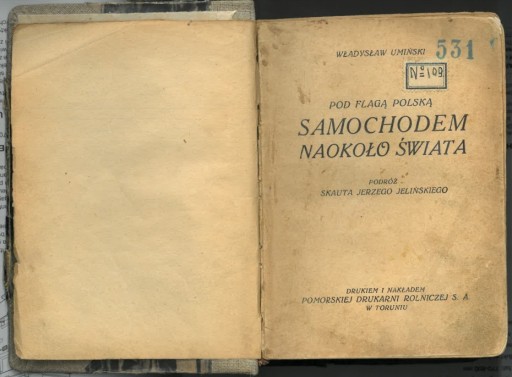 WŁADYSŁAW UMIŃSKI
531
Nº 109
POD FLAGĄ POLSKĄ
SAMOCHODEM
NAOKOŁO ŚWIATA
PODRÓŻ
SKAUTA JERZEGO JELIŃSKIEGO
DRUKIEM I NAKŁADEM
POMORSKIEJ DRUKARNI ROLNICZEJ S. A.
W TORUNIU